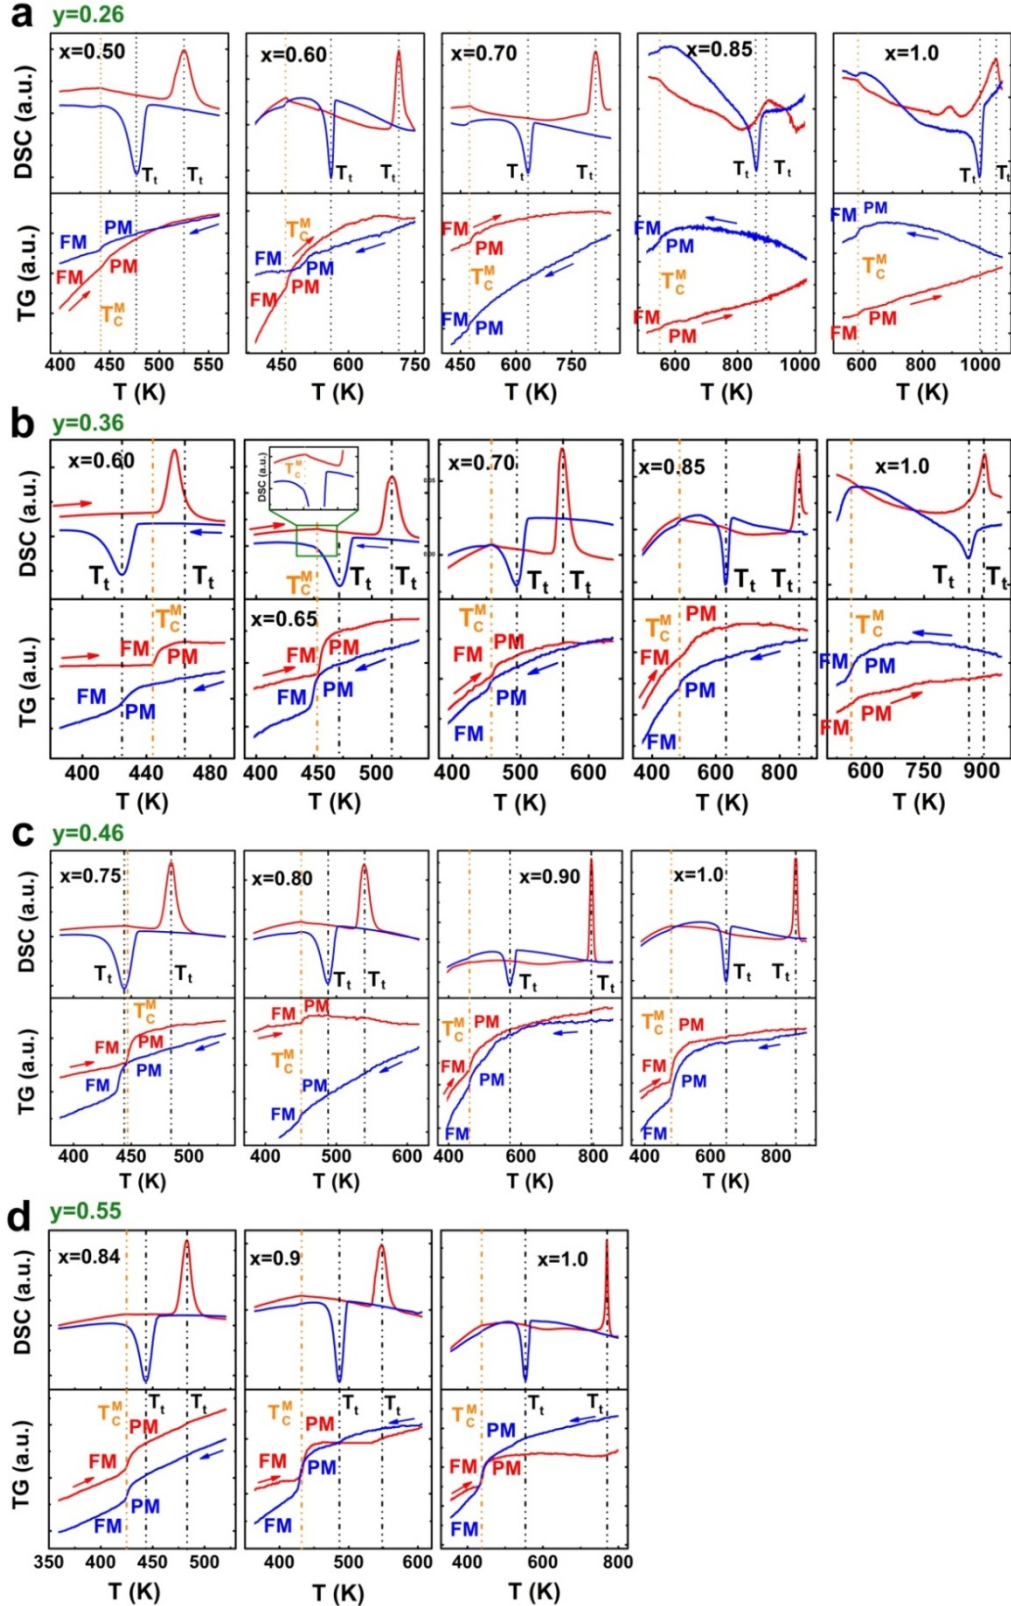 a y=0.26
DSC (a.u.)
x=0.50
x=0.60
x=0.70
x=0.85
x=1.0
Tt Tt
Tt Tt
Tt Tt
Tt Tt
Tt Tt
TG (a.u.)
FM PM FM PM TCM
FM PM FM PM TCM
FM PM FM PM TCM
FM PM FM PM TCM
FM PM FM PM TCM
400 450 500 550
450 600 750
450 600 750
600 800 1000
600 800 1000
T (K) T (K) T (K) T (K) T (K)
b y=0.36
DSC (a.u.)
x=0.60
DSC (a.u.) TCM
x=0.70
x=0.85
x=1.0
0.05
0.00
Tt Tt
TCM Tt Tt
Tt Tt
Tt Tt
Tt Tt
TG (a.u.)
TCM FM PM FM PM
x=0.65
FM PM FM PM
TCM FM PM FM PM
TCM FM PM FM PM
TCM FM PM FM PM
400 440 480
400 450 500
400 500 600
400 600 800
600 750 900
T (K) T (K) T (K) T (K) T (K)
c y=0.46
DSC (a.u.)
x=0.75
x=0.80
x=0.90
x=1.0
Tt Tt
Tt Tt
Tt Tt
Tt Tt
TG (a.u.)
TCM FM PM FM PM
FM PM TCM PM FM
TCM PM FM PM FM
TCM PM FM PM FM
400 450 500
400 450 500 550 600
400 500 600 700 800
400 600 800
T (K) T (K) T (K) T (K)
d y=0.55
DSC (a.u.)
x=0.84
x=0.9
x=1.0
TG (a.u.)
Tt Tt
Tt Tt
Tt Tt
TCM PM FM PM FM
TCM PM FM PM FM
TCM PM FM PM FM
350 400 450 500
400 500 600
400 600 800
T (K) T (K) T (K)